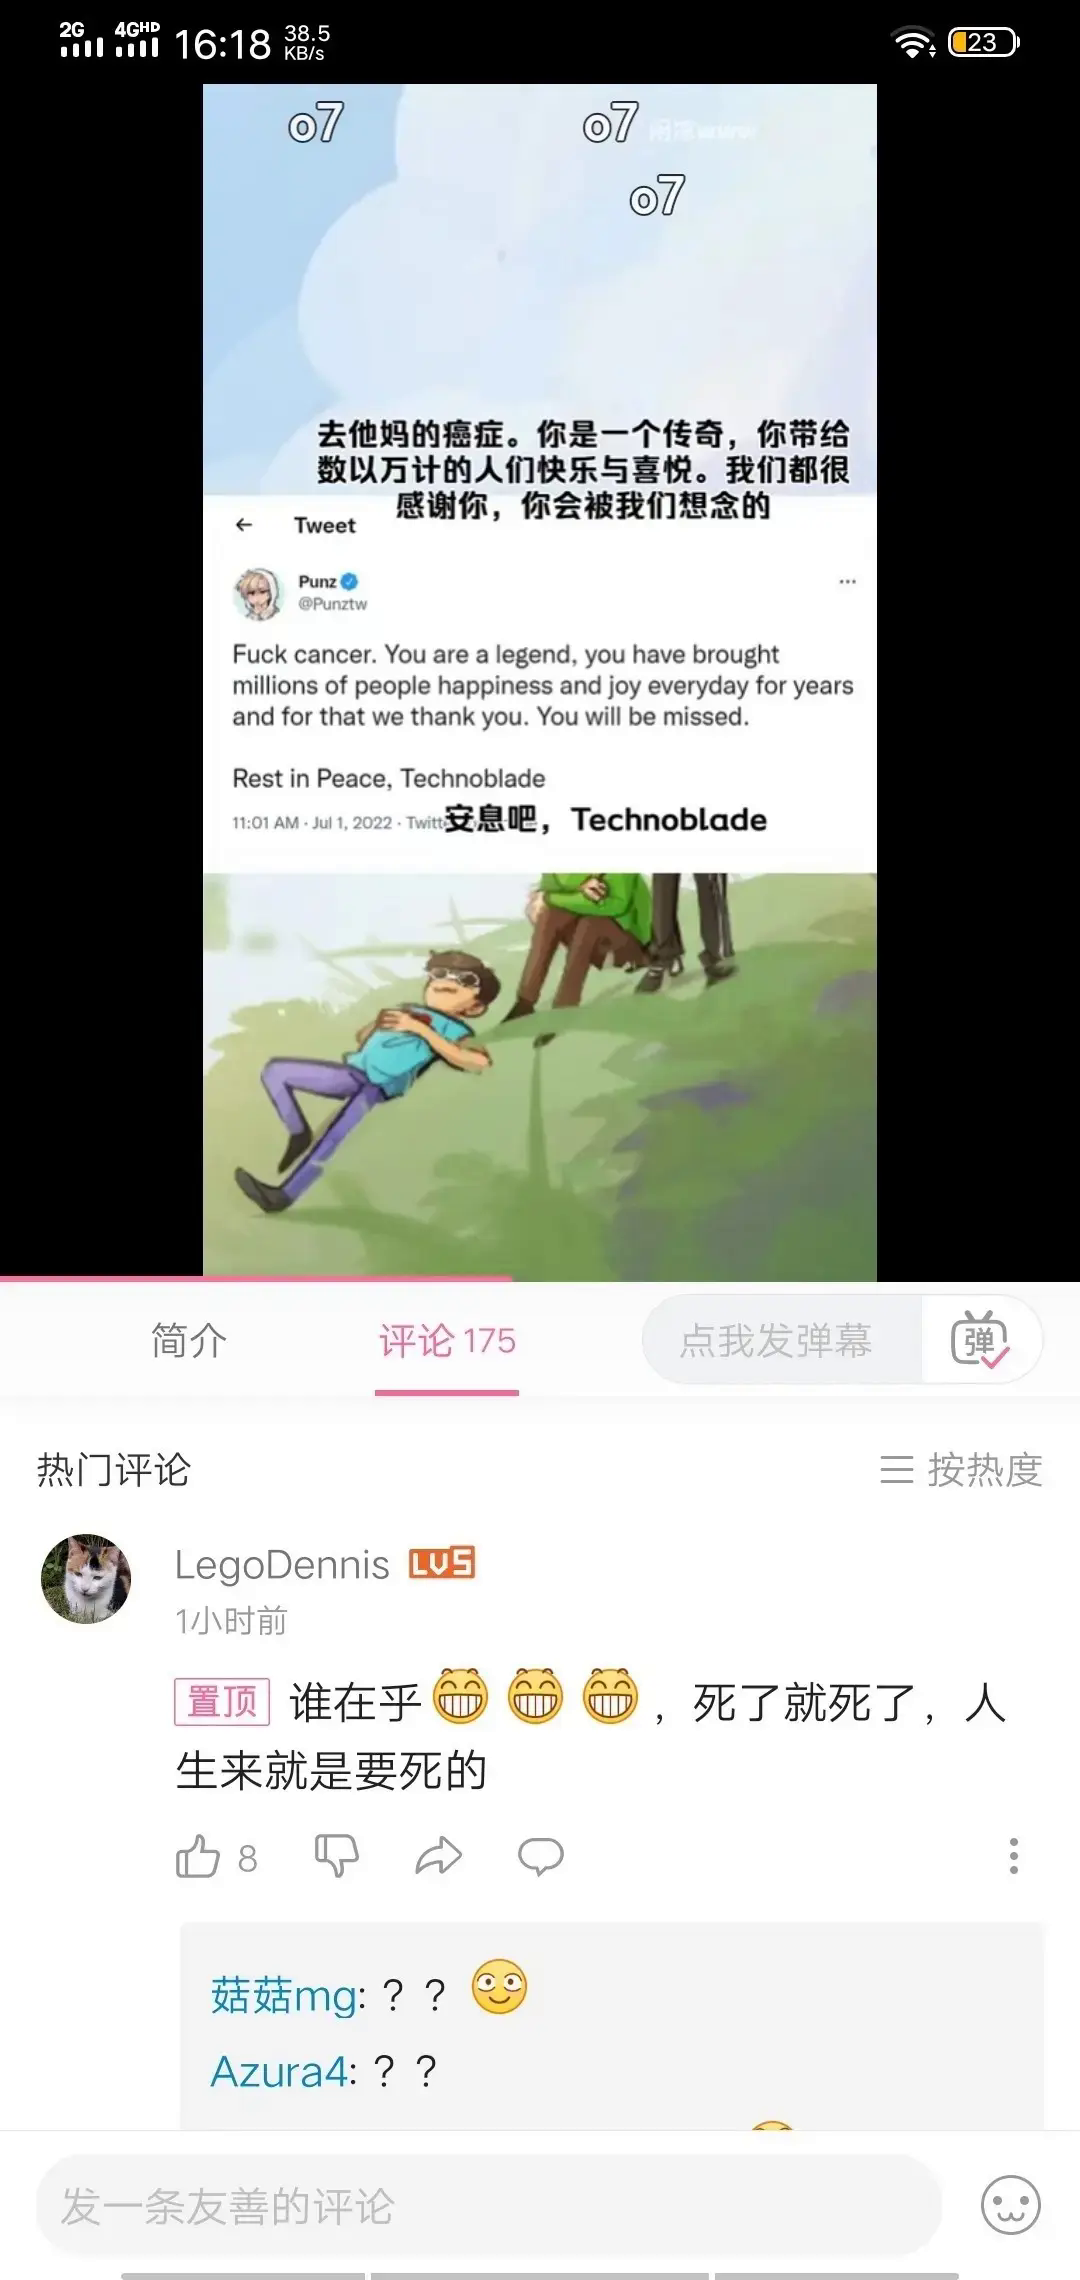 2G 4GHD 16:18 38.5 KB/s 23
o7 o7
o7
去他妈的癌症。你是一个传奇，你带给
数以万计的人们快乐与喜悦。我们都很
感谢你，你会被我们想念的
Tweet
Punz
@Punztw
Fuck cancer. You are a legend, you have brought
millions of people happiness and joy everyday for years
and for that we thank you. You will be missed.
Rest in Peace, Technoblade
11:01 AM · Jul 1, 2022 · Twitt
安息吧，Technoblade
简介 评论 175 点我发弹幕 弹
热门评论 按热度
LegoDennis LV5
1小时前
置顶 谁在乎😁😁😁，死了就死了，人
生来就是要死的
8
菇菇mg: ？？
Azura4: ？？
发一条友善的评论